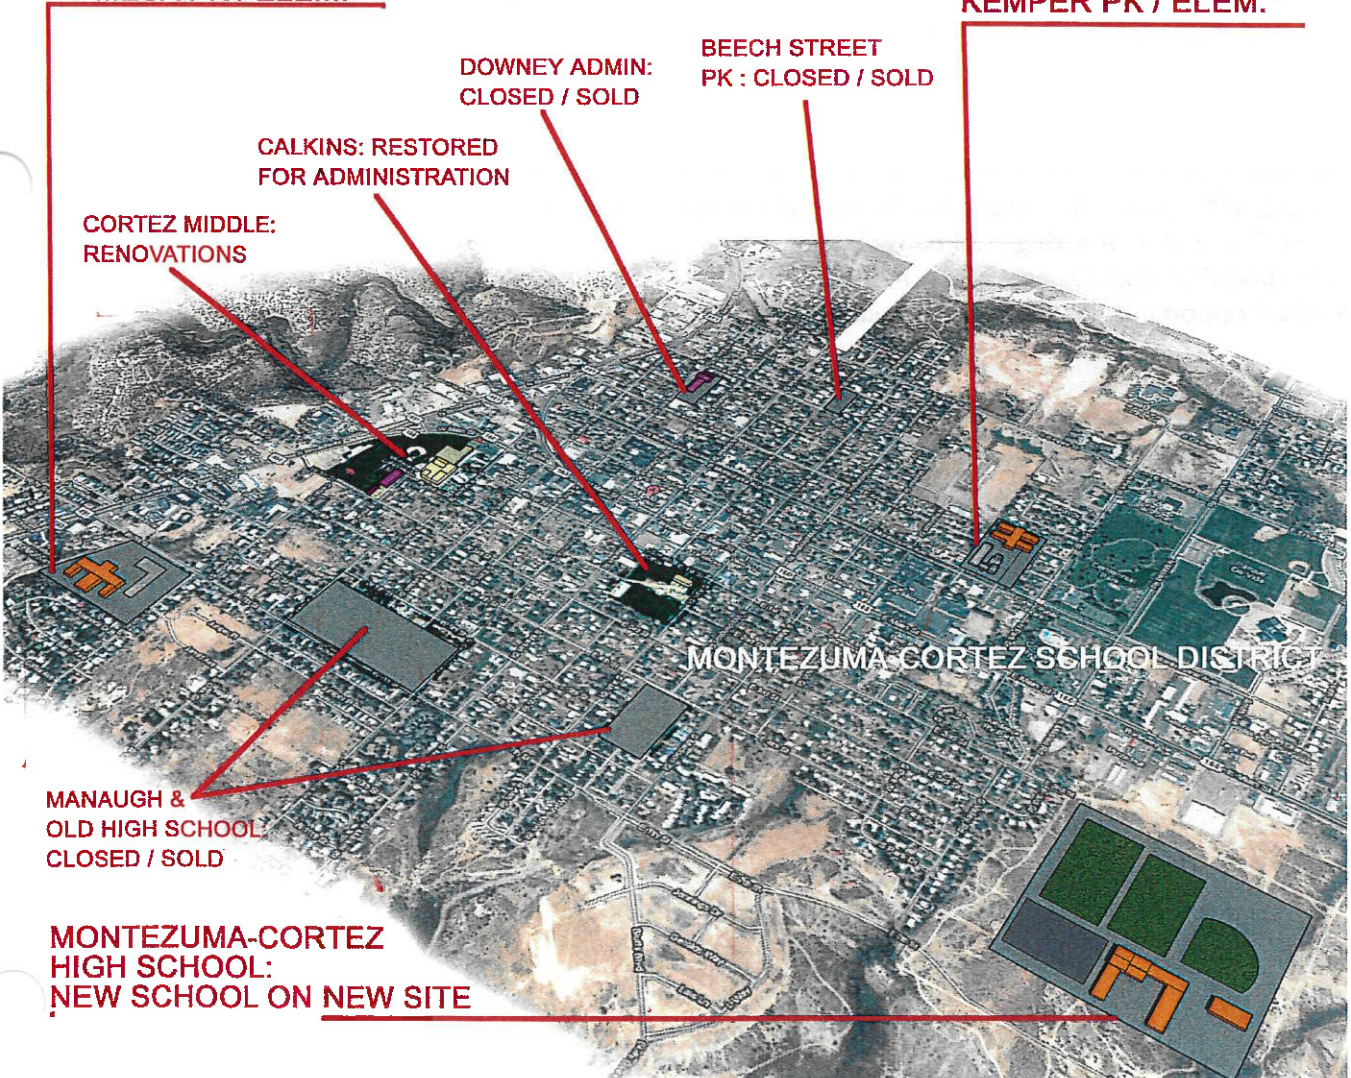 KEMPER PK / ELEM.
BEECH STREET
PK : CLOSED / SOLD
DOWNEY ADMIN:
CLOSED / SOLD
CALKINS: RESTORED
FOR ADMINISTRATION
CORTEZ MIDDLE:
RENOVATIONS
MONTEZUMA-CORTEZ SCHOOL DISTRICT
MANAUGH &
OLD HIGH SCHOOL:
CLOSED / SOLD
MONTEZUMA-CORTEZ
HIGH SCHOOL:
NEW SCHOOL ON NEW SITE